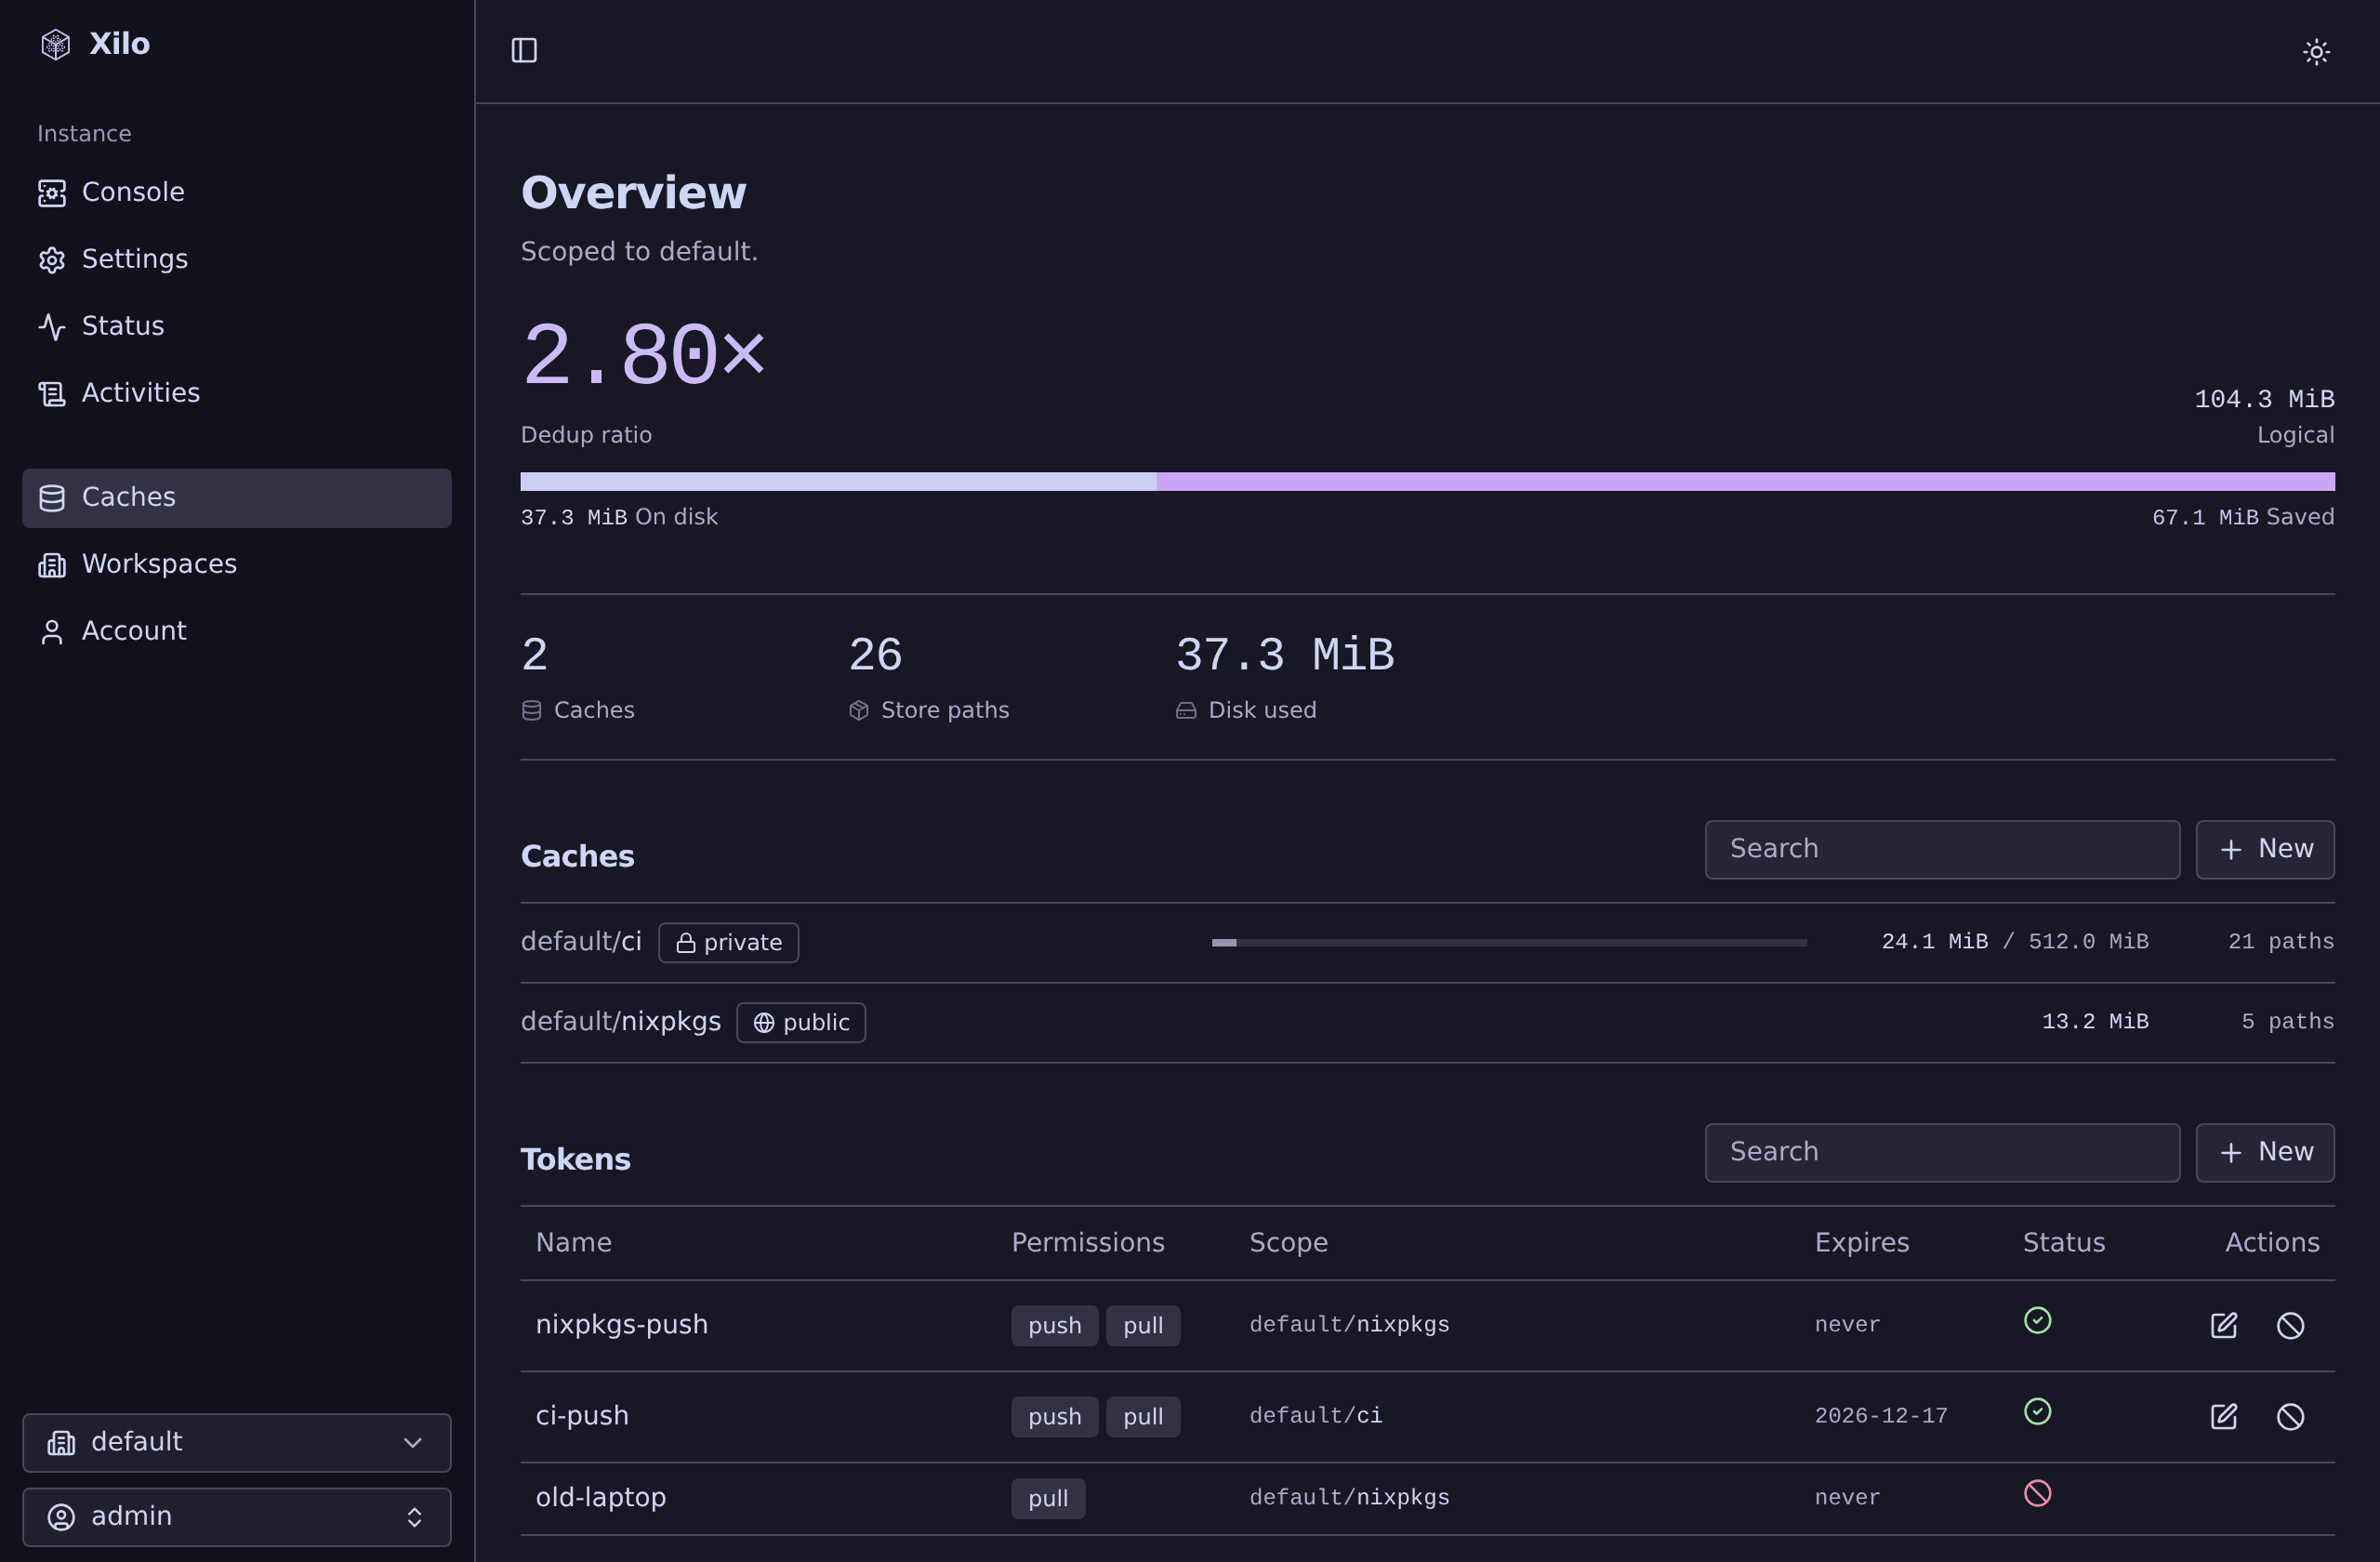 Xilo
Instance
Console
Settings
Status
Activities
Caches
Workspaces
Account
default
admin
Overview
Scoped to default.
2.80×
Dedup ratio
104.3 MiB
Logical
37.3 MiB On disk
67.1 MiB Saved
2
Caches
26
Store paths
37.3 MiB
Disk used
Caches
Search
New
default/ci private 24.1 MiB / 512.0 MiB 21 paths
default/nixpkgs public 13.2 MiB 5 paths
Tokens
Search
New
Name Permissions Scope Expires Status Actions
nixpkgs-push push pull default/nixpkgs never
ci-push push pull default/ci 2026-12-17
old-laptop pull default/nixpkgs never